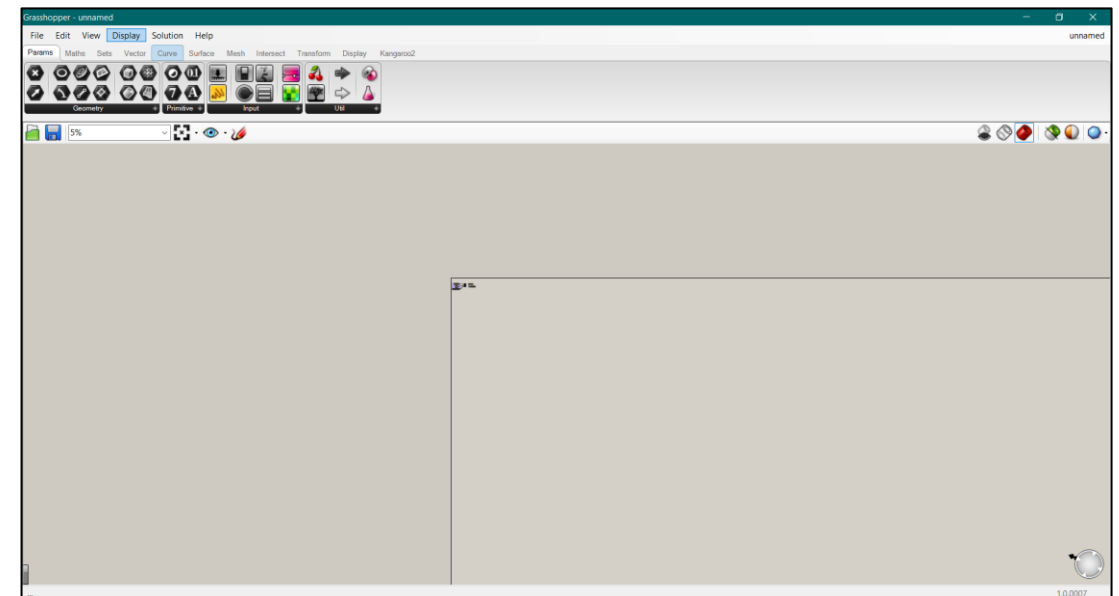 Grasshopper - unnamed
File Edit View Display Solution Help unnamed
Params Maths Sets Vector Curve Surface Mesh Intersect Transform Display Kangaroo2
Geometry Primitive Input Util
5%
1.0.0007